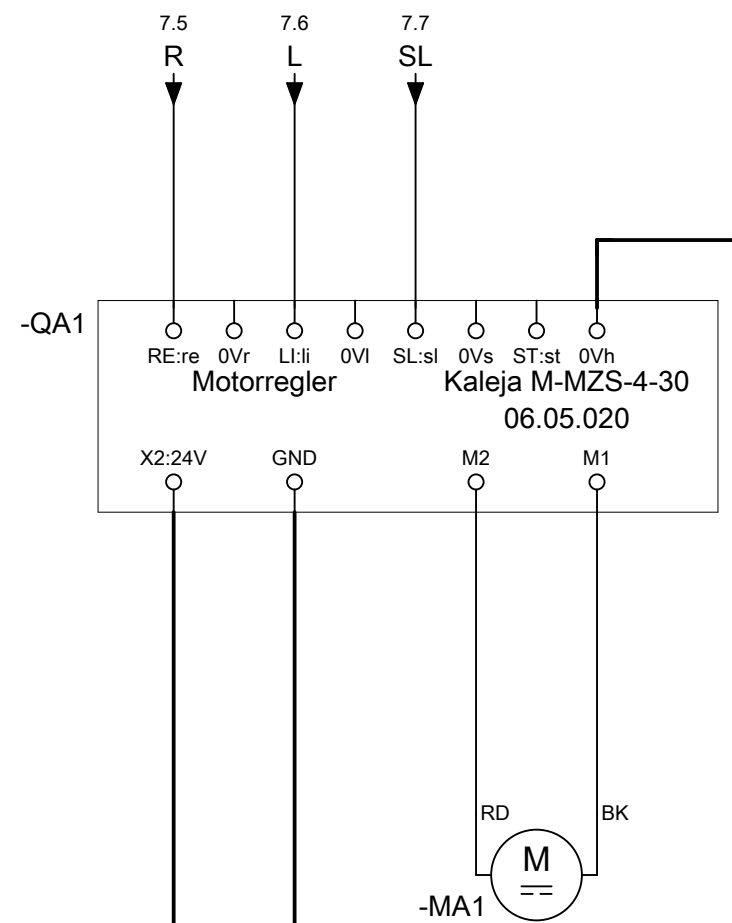 7.5 7.6 7.7
R L SL
-QA1
RE:re 0Vr LI:li 0Vl SL:sl 0Vs ST:st 0Vh
Motorregler Kaleja M-MZS-4-30
06.05.020
X2:24V GND M2 M1
RD BK
M
-MA1